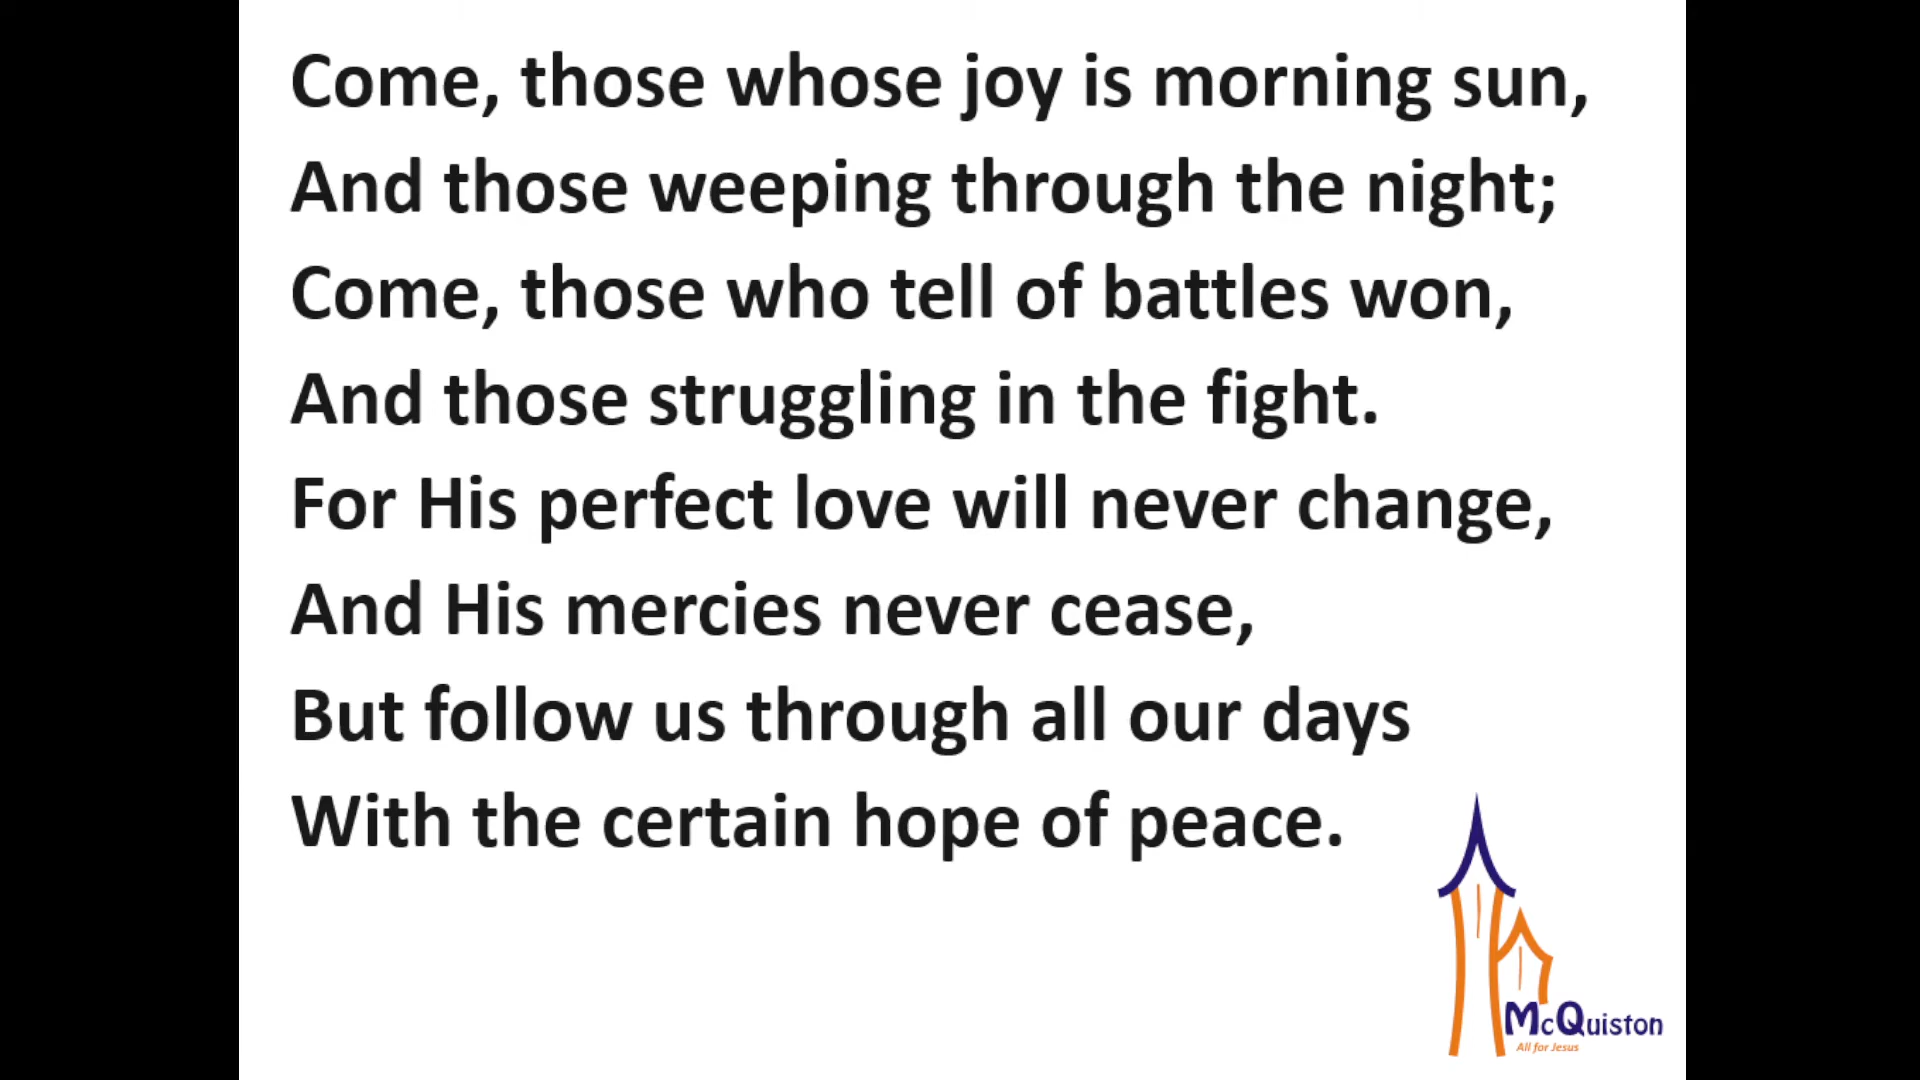 Come, those whose joy is morning sun,
And those weeping through the night;
Come, those who tell of battles won,
And those struggling in the fight.
For His perfect love will never change,
And His mercies never cease,
But follow us through all our days
With the certain hope of peace.
McQuiston
All for Jesus